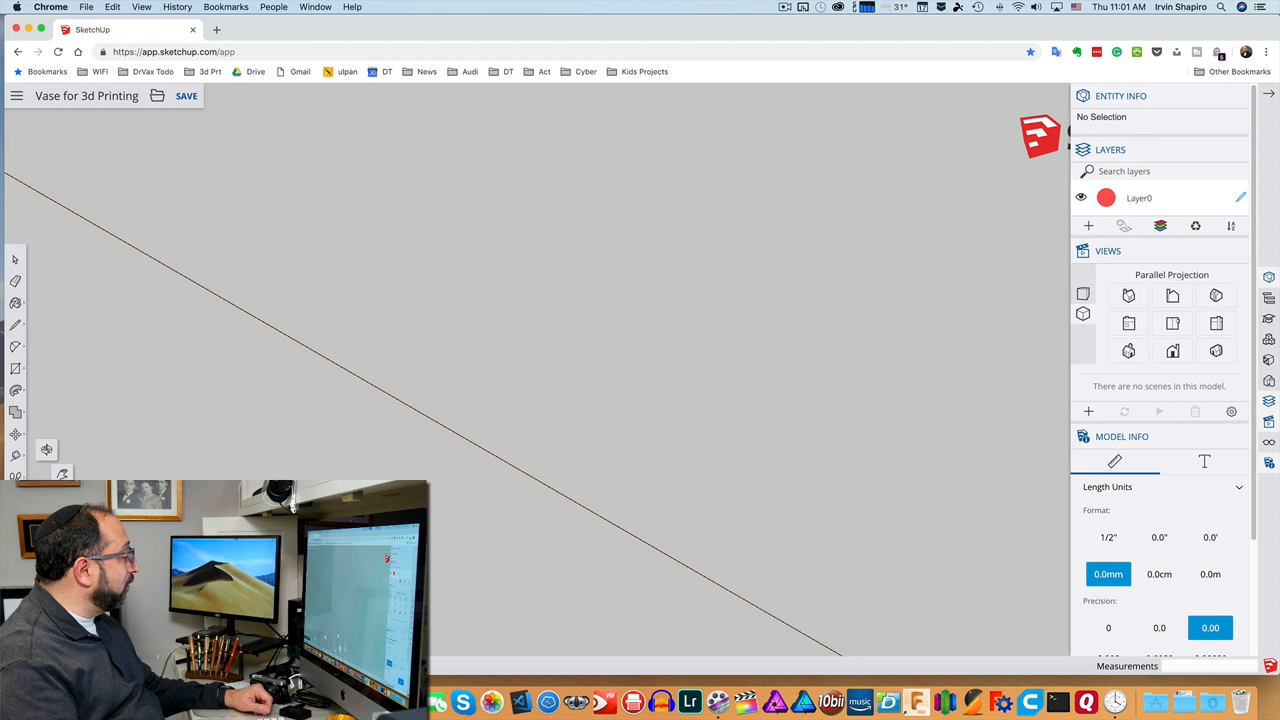 Chrome File Edit View History Bookmarks People Window Help
31° Thu 11:01 AM Irvin Shapiro
SketchUp
https://app.sketchup.com/app
Bookmarks WIFI DrVax Todo 3d Prt Drive Gmail ulpan DT News Audi DT Act Cyber Kids Projects Other Bookmarks
Vase for 3d Printing SAVE
ENTITY INFO
No Selection
LAYERS
Search layers
Layer0
VIEWS
Parallel Projection
There are no scenes in this model.
MODEL INFO
Length Units
Format:
1/2" 0.0" 0.0'
0.0mm 0.0cm 0.0m
Precision:
0 0.0 0.00
Measurements
Lr 10bii music